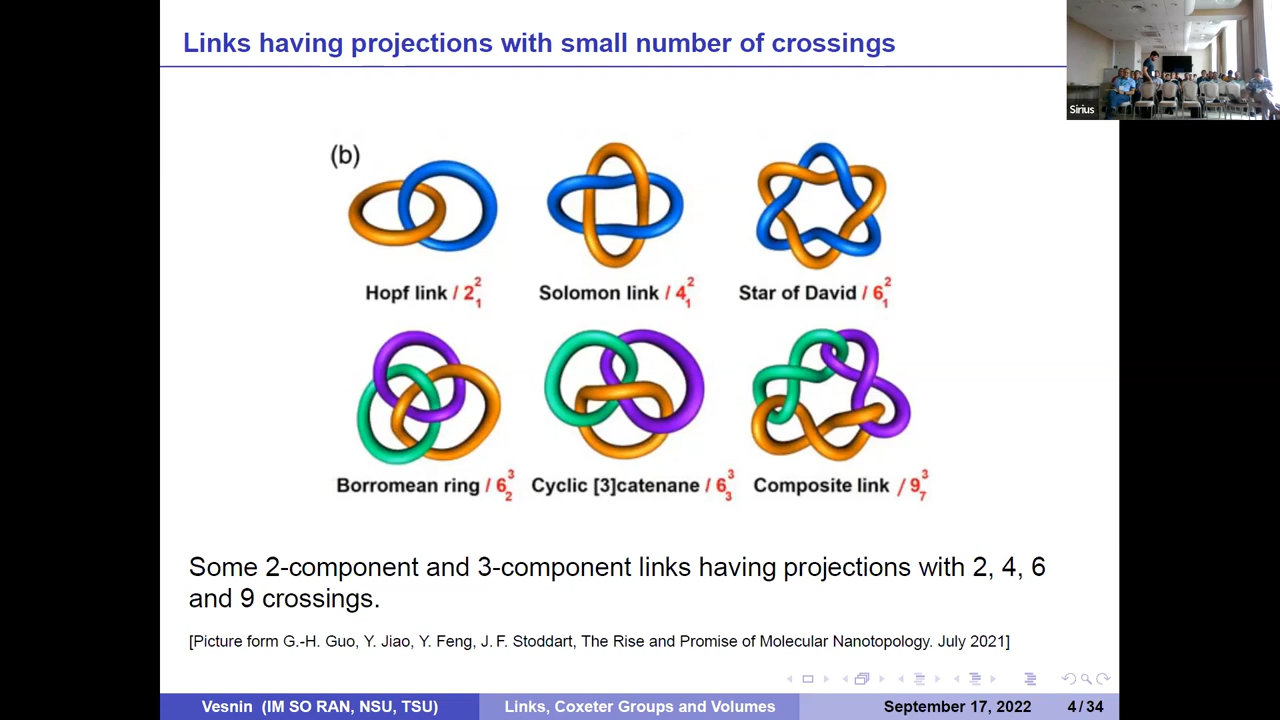 Links having projections with small number of crossings
Sirius
(b)
Hopf link / 2²₁
Solomon link / 4²₁
Star of David / 6²₁
Borromean ring / 6³₂
Cyclic [3]catenane / 6³₃
Composite link / 9³₇
Some 2-component and 3-component links having projections with 2, 4, 6
and 9 crossings.
[Picture form G.-H. Guo, Y. Jiao, Y. Feng, J. F. Stoddart, The Rise and Promise of Molecular Nanotopology. July 2021]
Vesnin (IM SO RAN, NSU, TSU)
Links, Coxeter Groups and Volumes
September 17, 2022
4 / 34